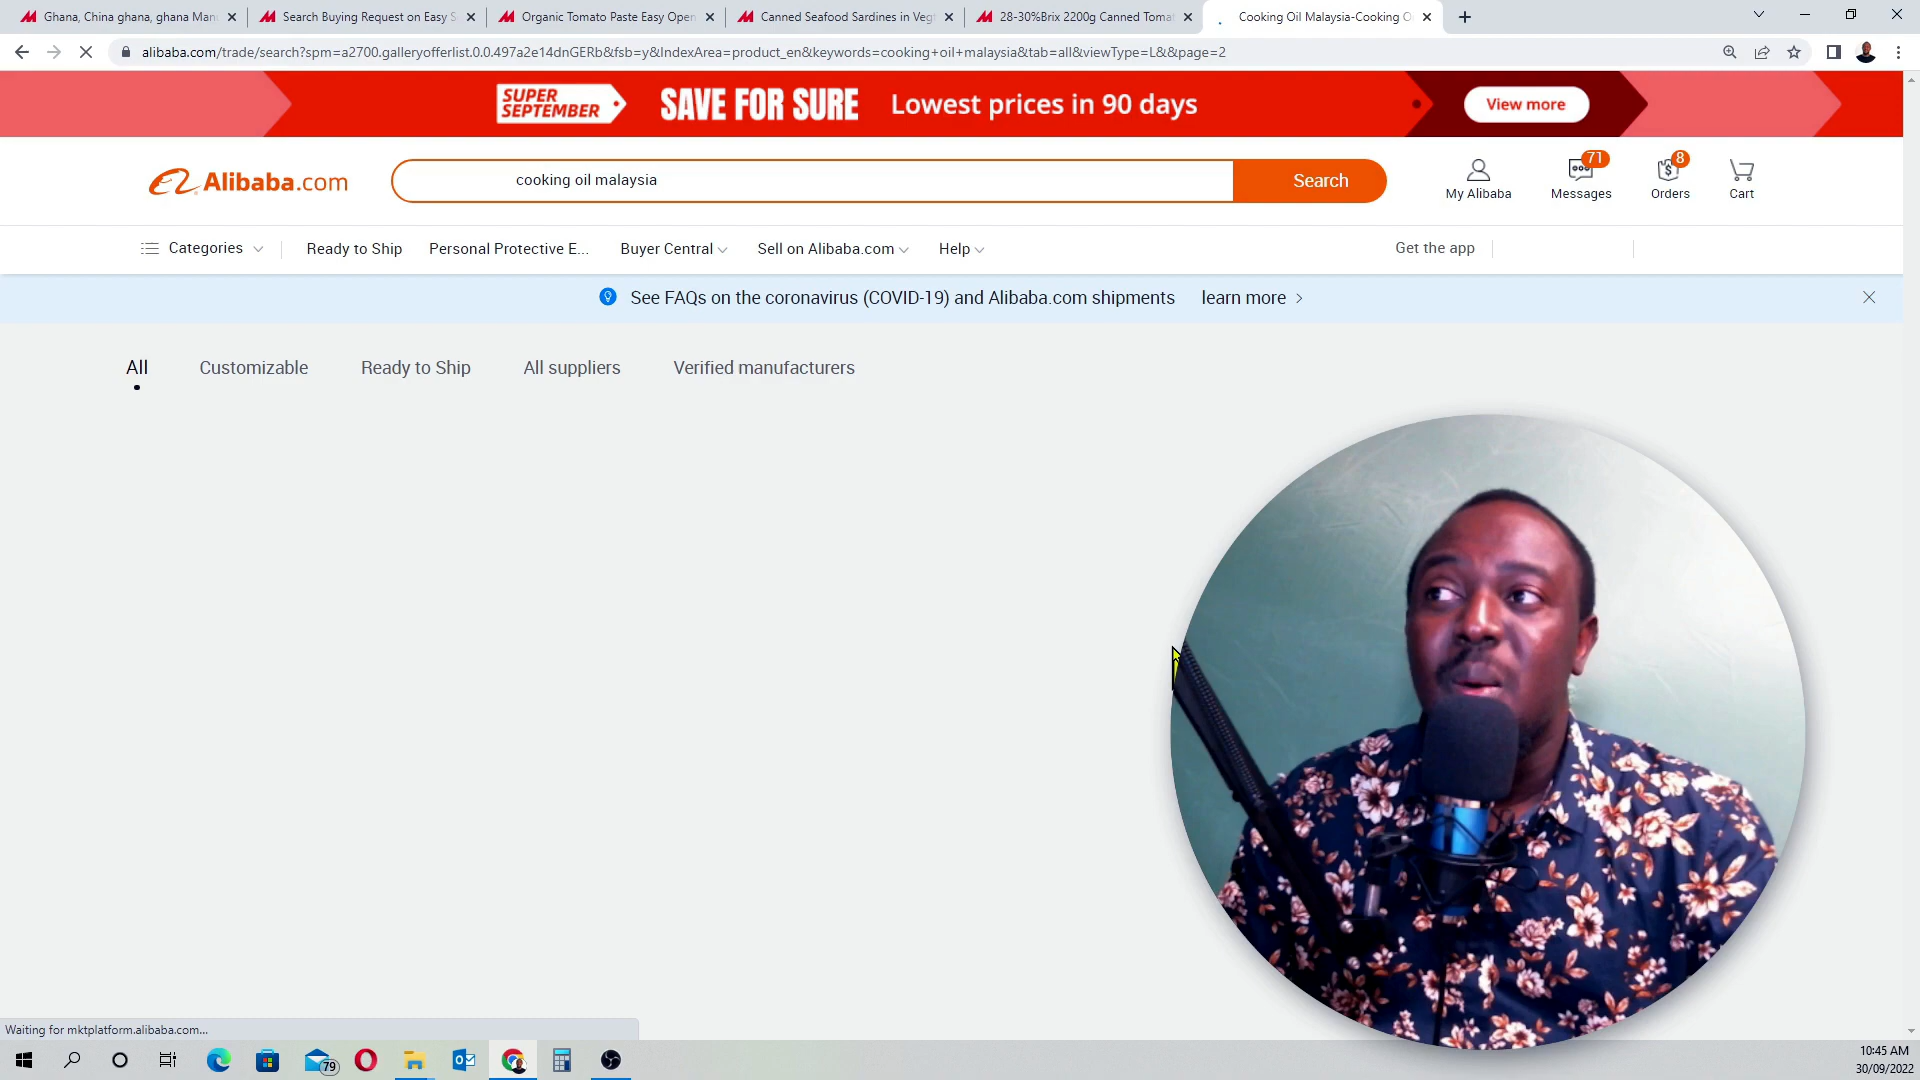 Ghana, China ghana, ghana Man
Search Buying Request on Easy S
Organic Tomato Paste Easy Open
Canned Seafood Sardines in Veg
28-30%Brix 2200g Canned Tomat
Cooking Oil Malaysia-Cooking O
alibaba.com/trade/search?spm=a2700.galleryofferlist.0.0.497a2e14dnGERb&fsb=y&IndexArea=product_en&keywords=cooking+oil+malaysia&tab=all&viewType=L&&page=2
SUPER SEPTEMBER
SAVE FOR SURE
Lowest prices in 90 days
View more
Alibaba.com
cooking oil malaysia
Search
My Alibaba
71
Messages
8
Orders
Cart
Categories
Ready to Ship
Personal Protective E...
Buyer Central
Sell on Alibaba.com
Help
Get the app
See FAQs on the coronavirus (COVID-19) and Alibaba.com shipments
learn more
All
Customizable
Ready to Ship
All suppliers
Verified manufacturers
Waiting for mktplatform.alibaba.com...
79
10:45 AM
30/09/2022